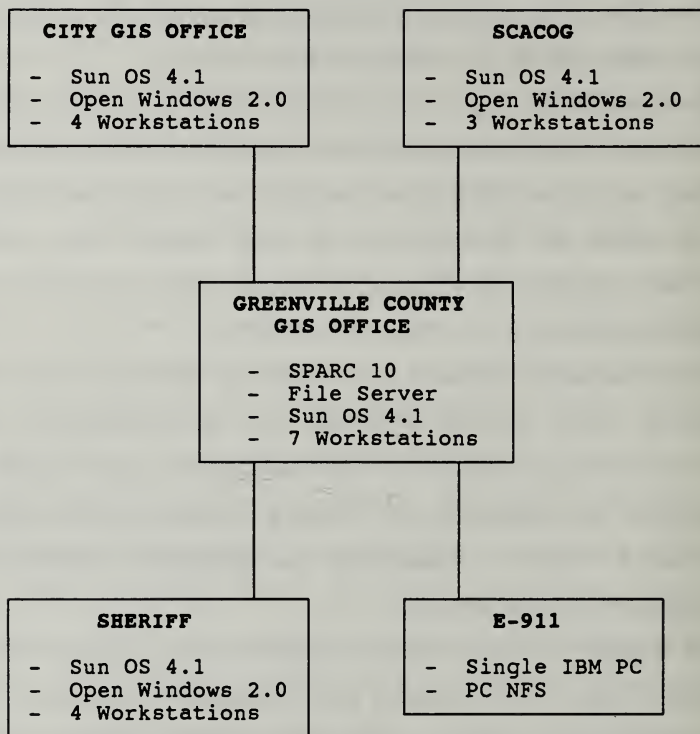 CITY GIS OFFICE
- Sun OS 4.1
- Open Windows 2.0
- 4 Workstations
SCACOG
- Sun OS 4.1
- Open Windows 2.0
- 3 Workstations
GREENVILLE COUNTY
GIS OFFICE
- SPARC 10
- File Server
- Sun OS 4.1
- 7 Workstations
SHERIFF
- Sun OS 4.1
- Open Windows 2.0
- 4 Workstations
E-911
- Single IBM PC
- PC NFS